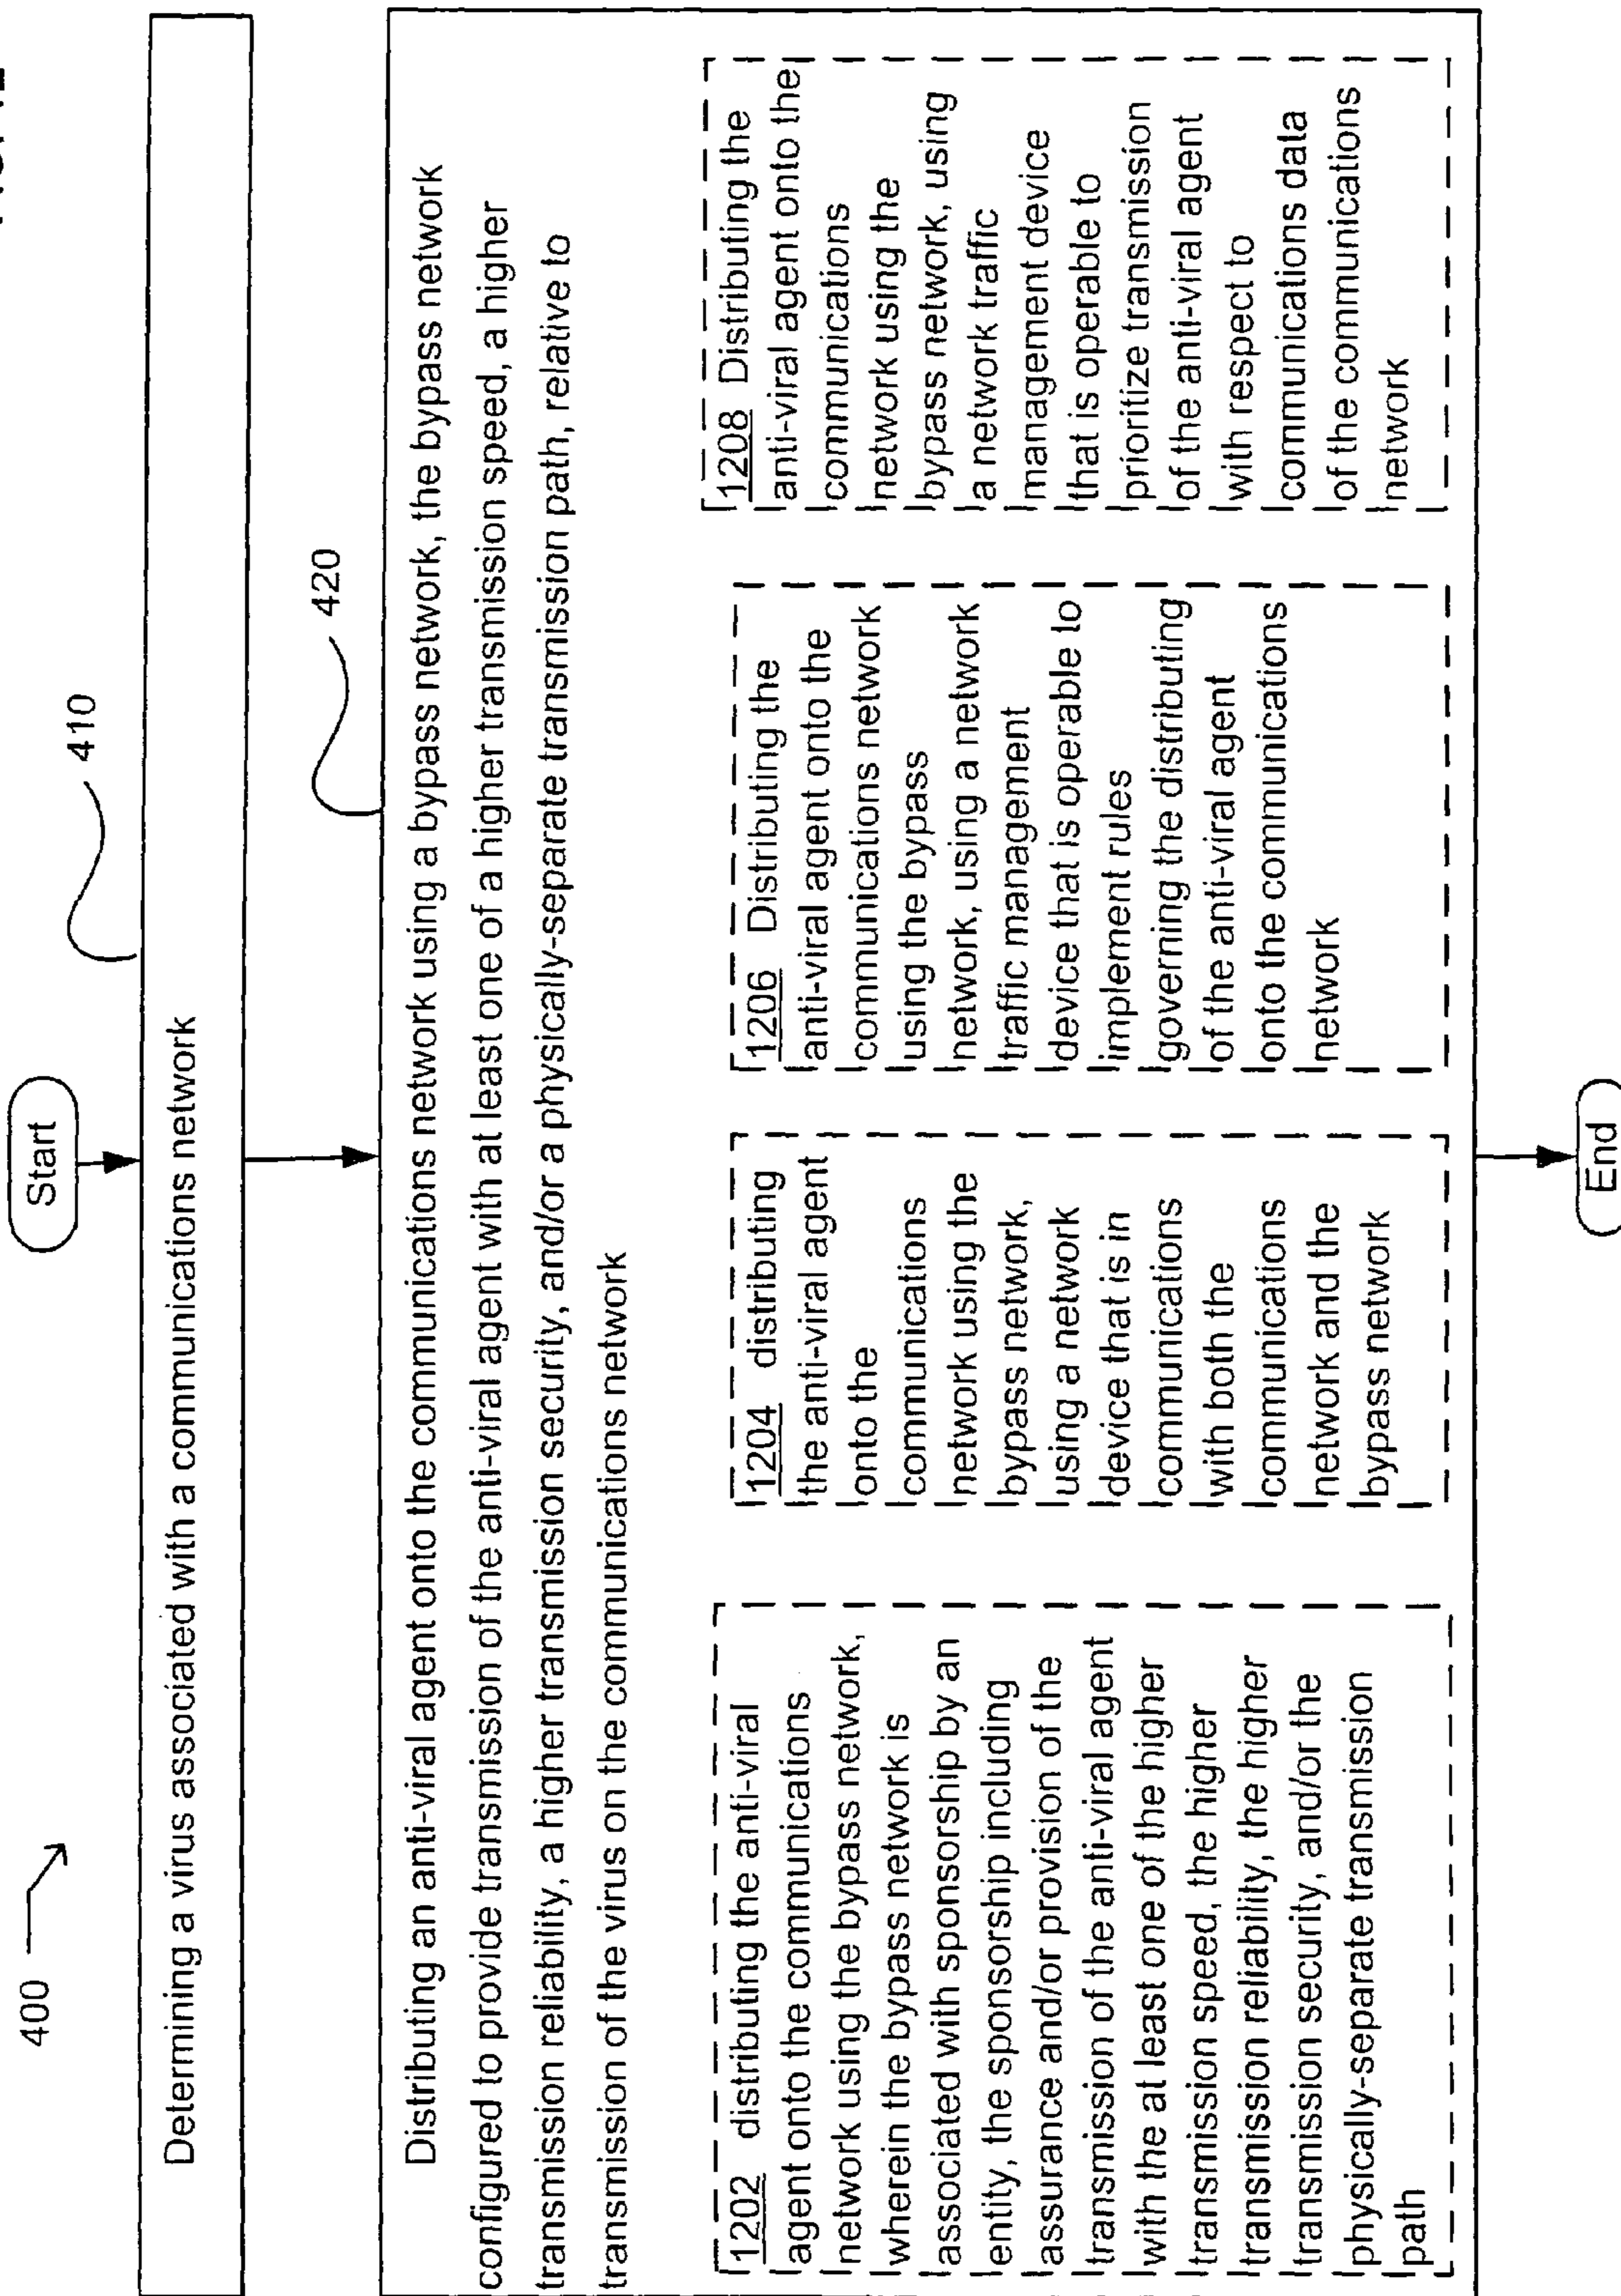 400
Start
410
Determining a virus associated with a communications network
420
Distributing an anti-viral agent onto the communications network using a bypass network, the bypass network
configured to provide transmission of the anti-viral agent with at least one of a higher transmission speed, a higher
transmission reliability, a higher transmission security, and/or a physically-separate transmission path, relative to
transmission of the virus on the communications network
1202 distributing the anti-viral
agent onto the communications
network using the bypass network,
wherein the bypass network is
associated with sponsorship by an
entity, the sponsorship including
assurance and/or provision of the
transmission of the anti-viral agent
with the at least one of the higher
transmission speed, the higher
transmission reliability, the higher
transmission security, and/or the
physically-separate transmission
path
1204 distributing
the anti-viral agent
onto the
communications
network using the
bypass network,
using a network
device that is in
communications
with both the
communications
network and the
bypass network
1206 Distributing the
anti-viral agent onto the
communications network
using the bypass
network, using a network
traffic management
device that is operable to
implement rules
governing the distributing
of the anti-viral agent
onto the communications
network
1208 Distributing the
anti-viral agent onto the
communications
network using the
bypass network, using
a network traffic
management device
that is operable to
prioritize transmission
of the anti-viral agent
with respect to
communications data
of the communications
network
End